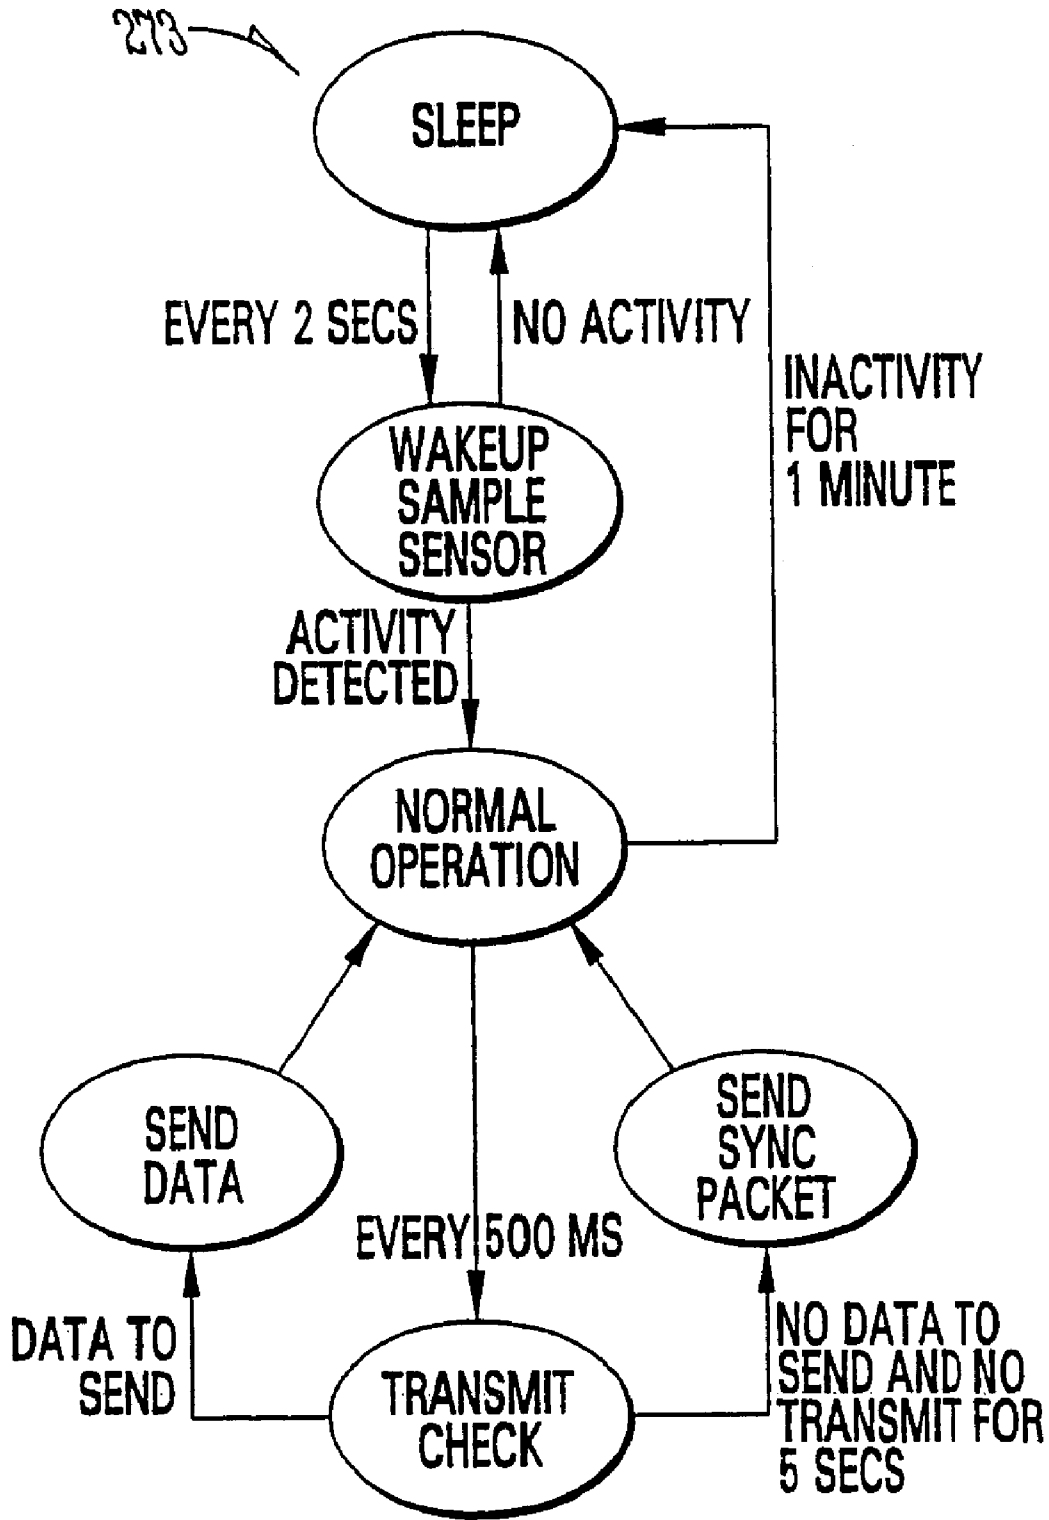 273
SLEEP
EVERY 2 SECS
NO ACTIVITY
INACTIVITY
FOR
1 MINUTE
WAKEUP
SAMPLE
SENSOR
ACTIVITY
DETECTED
NORMAL
OPERATION
SEND
DATA
SEND
SYNC
PACKET
EVERY 500 MS
DATA TO
SEND
TRANSMIT
CHECK
NO DATA TO
SEND AND NO
TRANSMIT FOR
5 SECS